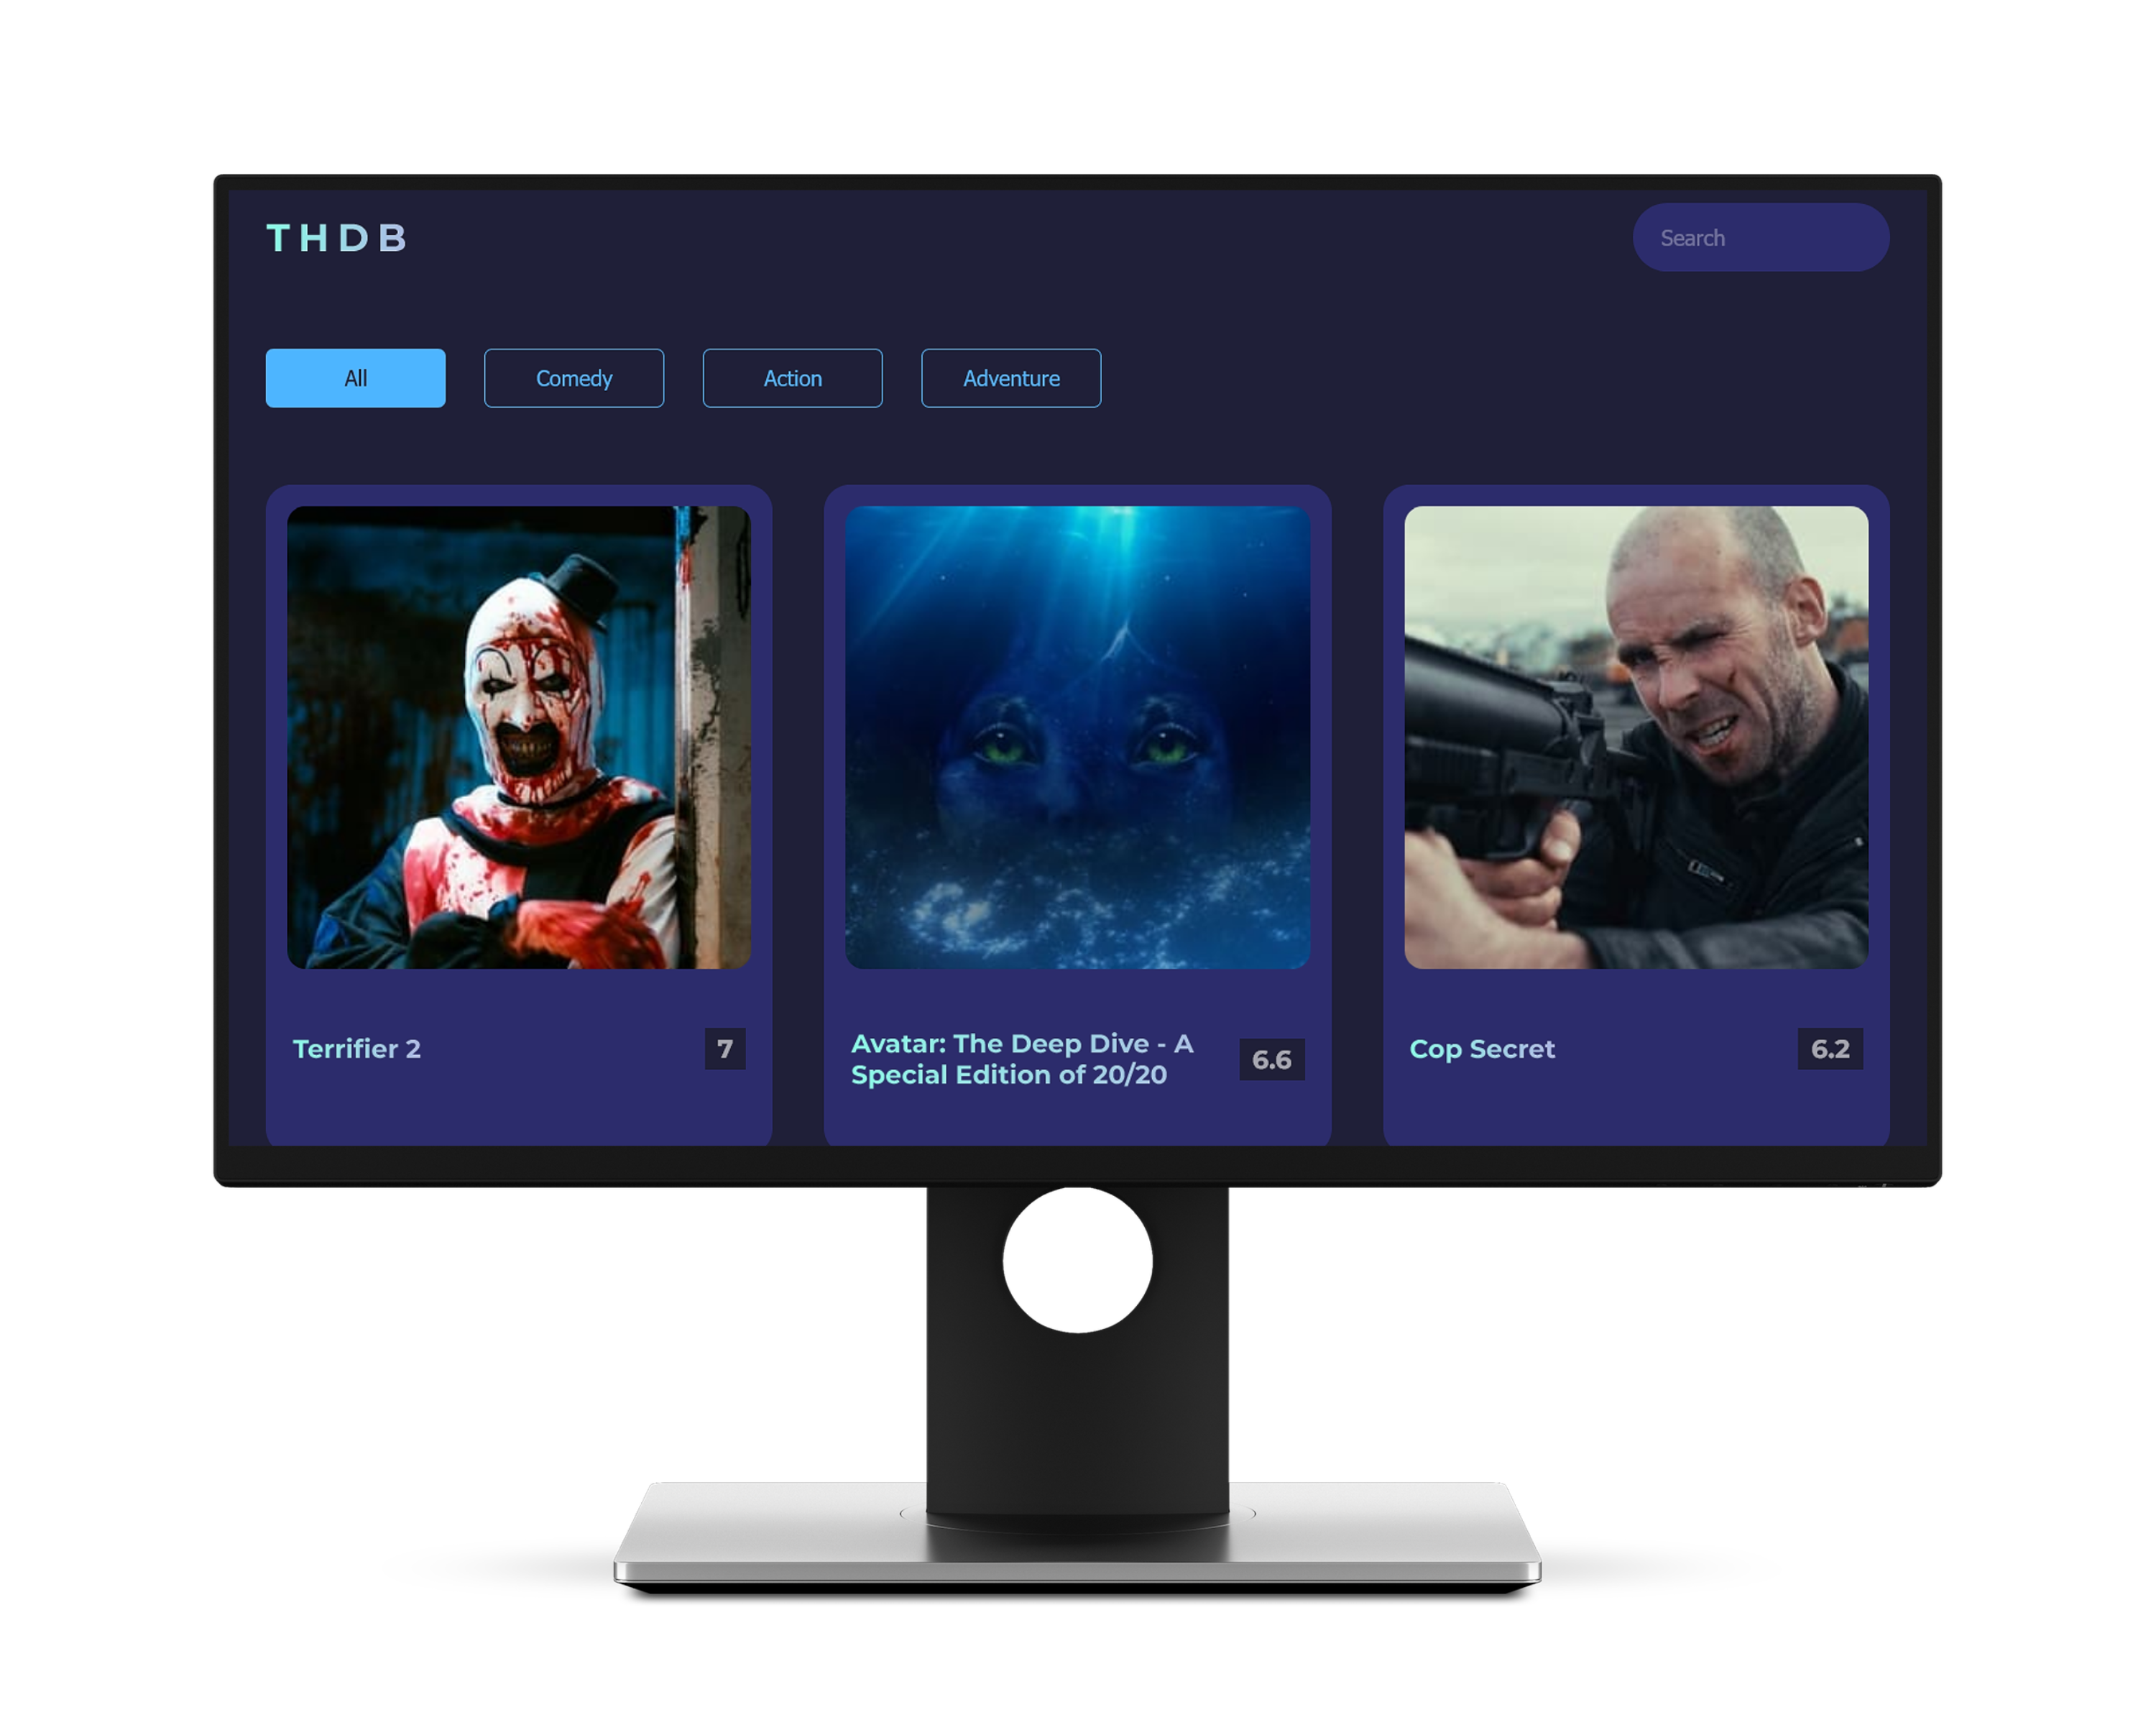 THDB
Search
All
Comedy
Action
Adventure
Terrifier 2
7
Avatar: The Deep Dive - A
Special Edition of 20/20
6.6
Cop Secret
6.2